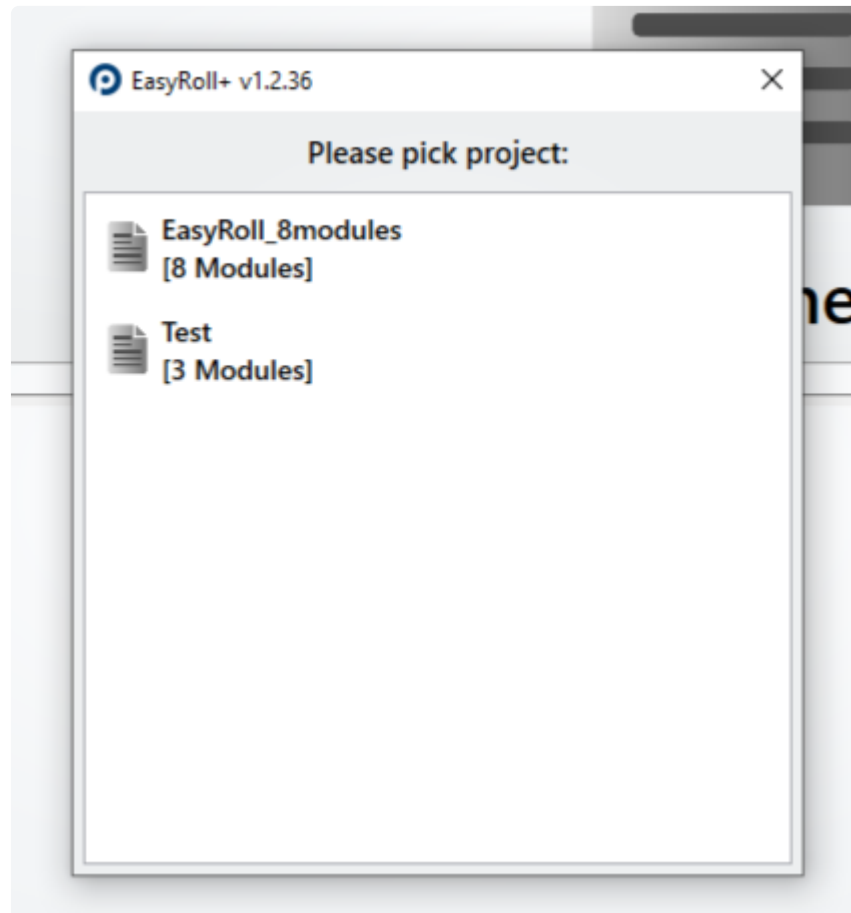 EasyRoll+ v1.2.36
Please pick project:
EasyRoll_8modules
[8 Modules]
Test
[3 Modules]